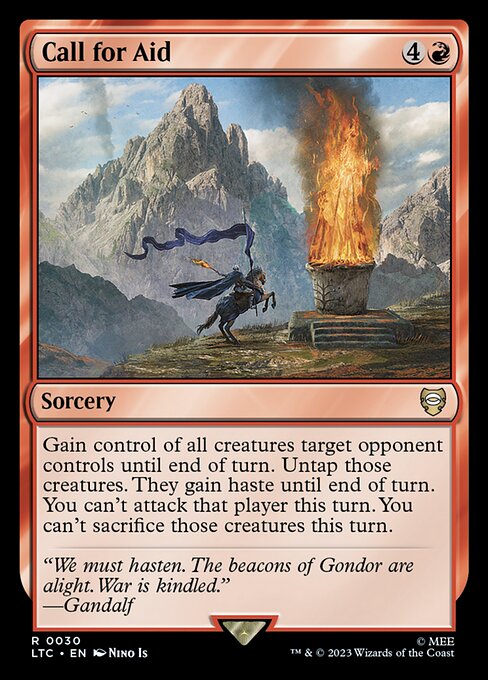 Call for Aid 4
Sorcery
Gain control of all creatures target opponent
controls until end of turn. Untap those
creatures. They gain haste until end of turn.
You can't attack that player this turn. You
can't sacrifice those creatures this turn.
“We must hasten. The beacons of Gondor are
alight. War is kindled.”
—Gandalf
R 0030
LTC • EN Nino Is
© MEE
™ & © 2023 Wizards of the Coast